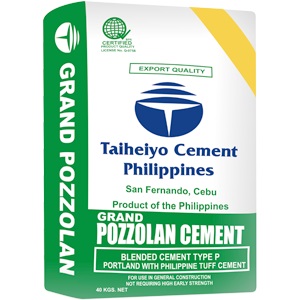 GRAND POZZOLAN
CERTIFIED
PRODUCT QUALITY
EXPORT QUALITY
Taiheiyo Cement
Philippines
San Fernando, Cebu
Product of the Philippines
GRAND
POZZOLAN CEMENT
BLENDED CEMENT TYPE P
PORTLAND WITH PHILIPPINE TUFF CEMENT
FOR USE IN GENERAL CONSTRUCTION
NOT REQUIRING HIGH EARLY STRENGTH
40 KGS. NET